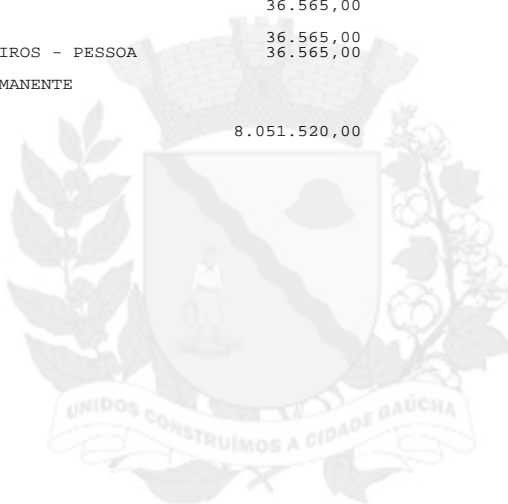 36.565,00
36.565,00
IROS - PESSOA 36.565,00
MANENTE
8.051.520,00
UNIDOS CONSTRUÍMOS A CIDADE GAÚCHA